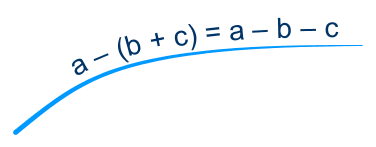 a – (b + c) = a – b – c